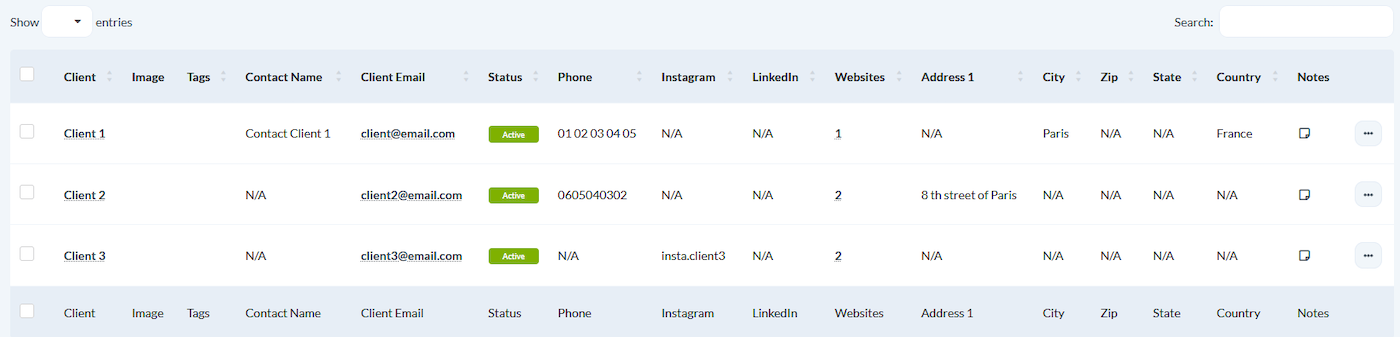 Show entries Search:
Client Image Tags Contact Name Client Email Status Phone Instagram LinkedIn Websites Address 1 City Zip State Country Notes
Client 1 Contact Client 1 client@email.com Active 01 02 03 04 05 N/A N/A 1 N/A Paris N/A N/A France
Client 2 N/A client2@email.com Active 0605040302 N/A N/A 2 8 th street of Paris N/A N/A N/A N/A
Client 3 N/A client3@email.com Active N/A insta.client3 N/A 2 N/A N/A N/A N/A N/A
Client Image Tags Contact Name Client Email Status Phone Instagram LinkedIn Websites Address 1 City Zip State Country Notes